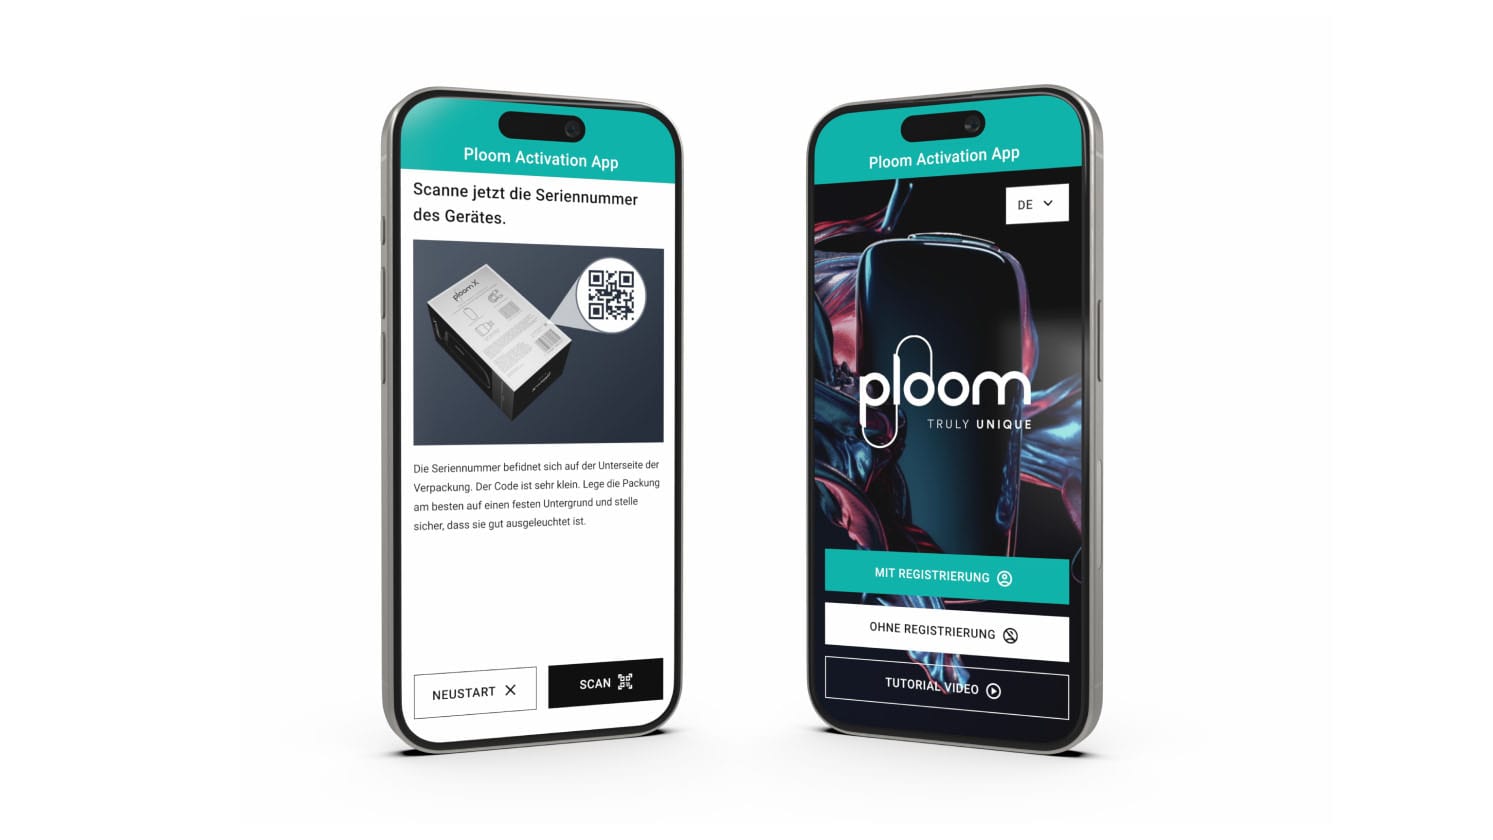 Ploom Activation App
Scanne jetzt die Seriennummer
des Gerätes.
ploom X
Die Seriennummer befidnet sich auf der Unterseite der
Verpackung. Der Code ist sehr klein. Lege die Packung
am besten auf einen festen Untergrund und stelle
sicher, dass sie gut ausgeleuchtet ist.
NEUSTART
SCAN
Ploom Activation App
DE
ploom
TRULY UNIQUE
MIT REGISTRIERUNG
OHNE REGISTRIERUNG
TUTORIAL VIDEO